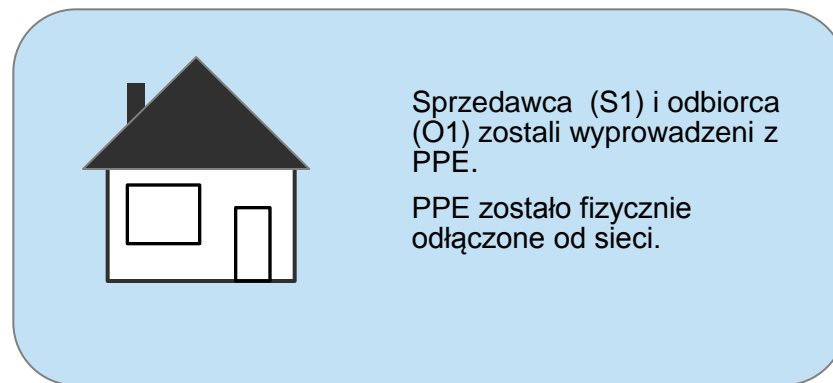 Sprzedawca  (S1) i odbiorca
(O1) zostali wyprowadzeni z
PPE.
PPE zostało fizycznie
odłączone od sieci.